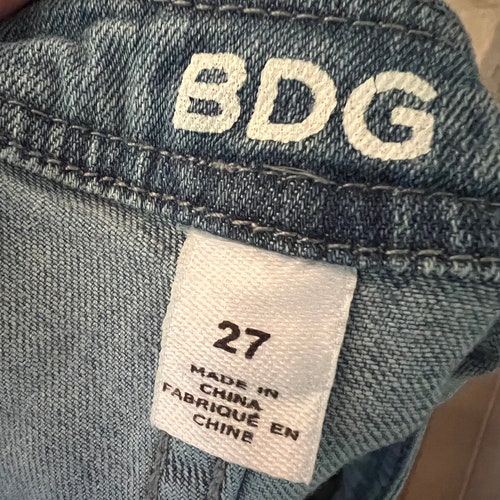 BDG
27
MADE IN
CHINA
FABRIQUÉ EN
CHINE